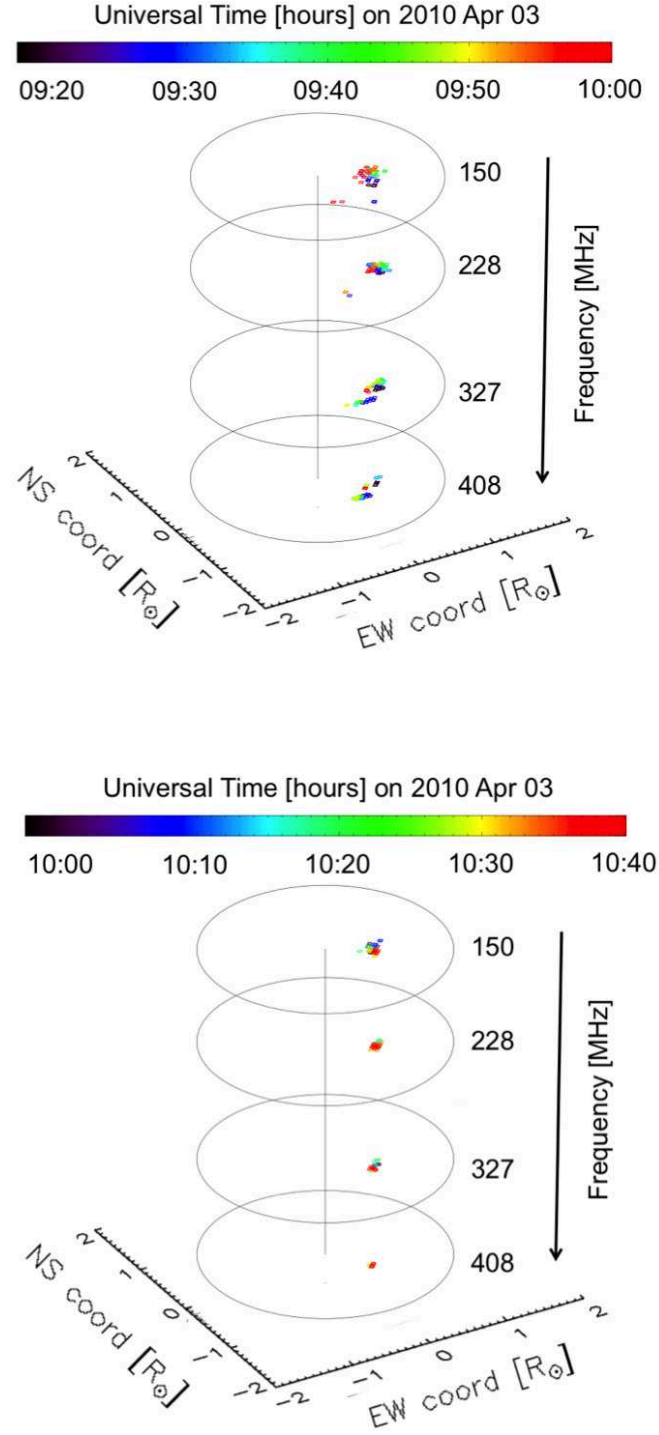 Universal Time [hours] on 2010 Apr 03
09:20 09:30 09:40 09:50 10:00
150
228
327
408
Frequency [MHz]
2 1 0 -1 -2
NS coord [R☉]
-2 -1 0 1 2
EW coord [R☉]
Universal Time [hours] on 2010 Apr 03
10:00 10:10 10:20 10:30 10:40
150
228
327
408
Frequency [MHz]
2 1 0 -1 -2
NS coord [R☉]
-2 -1 0 1 2
EW coord [R☉]